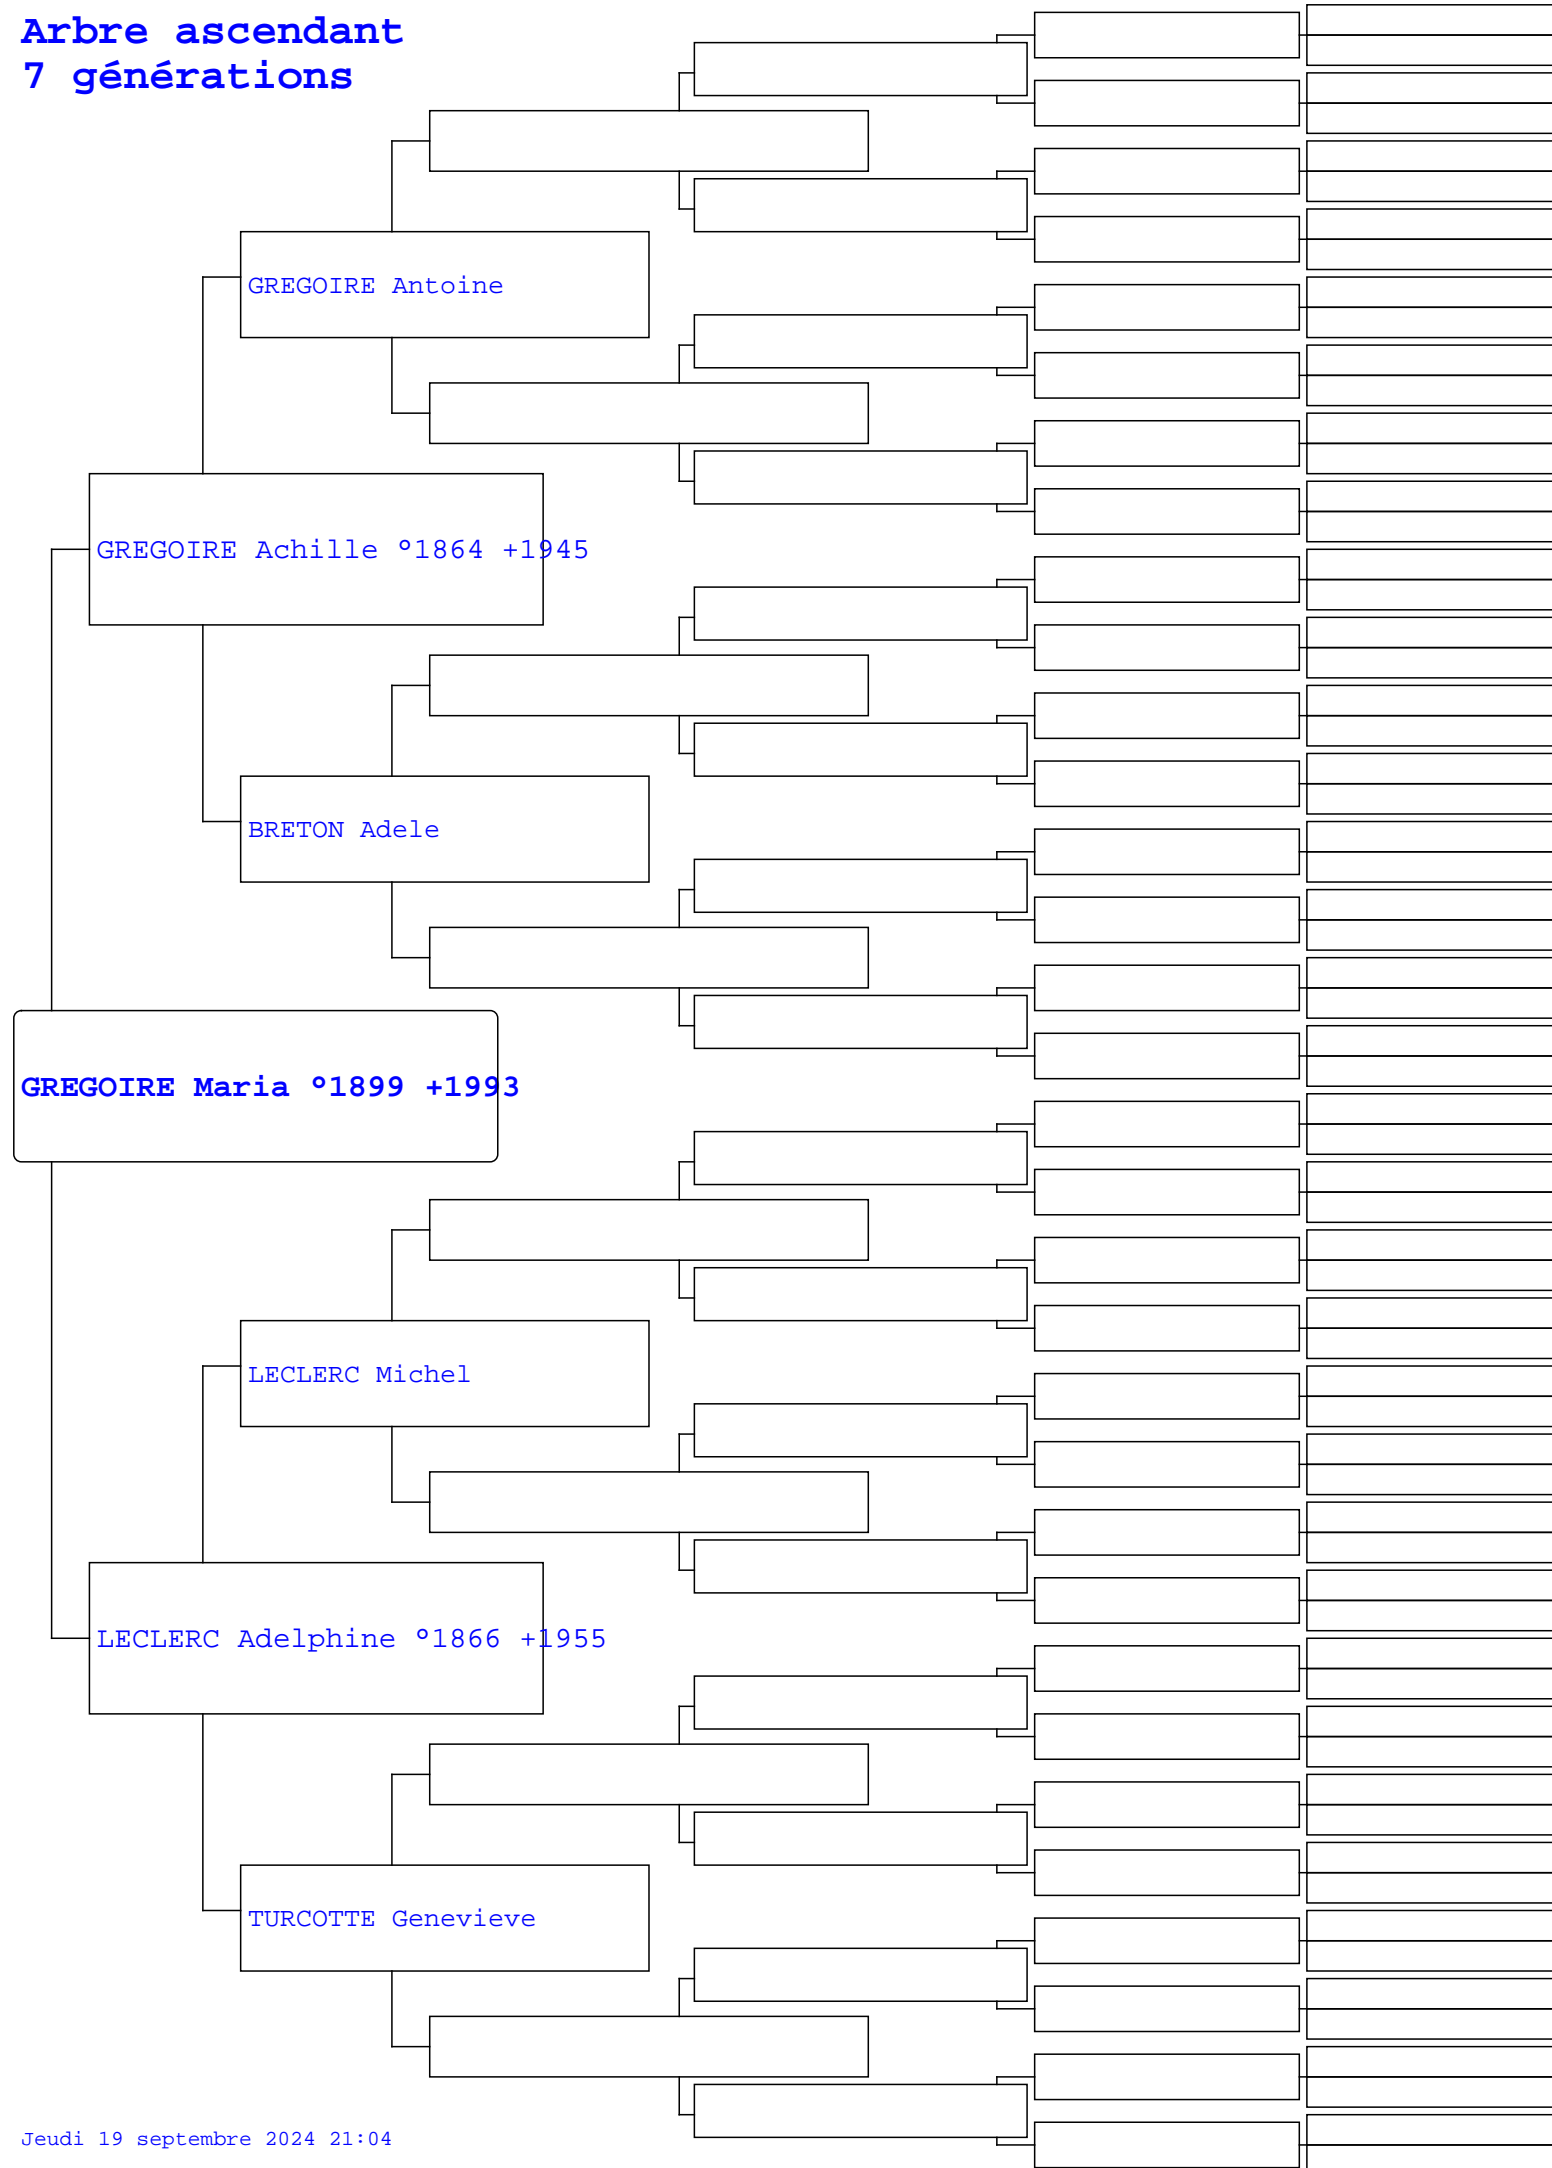 Arbre ascendant
7 générations
GREGOIRE Antoine
GREGOIRE Achille °1864 +1945
BRETON Adele
GREGOIRE Maria °1899 +1993
LECLERC Michel
LECLERC Adelphine °1866 +1955
TURCOTTE Genevieve
Jeudi 19 septembre 2024 21:04